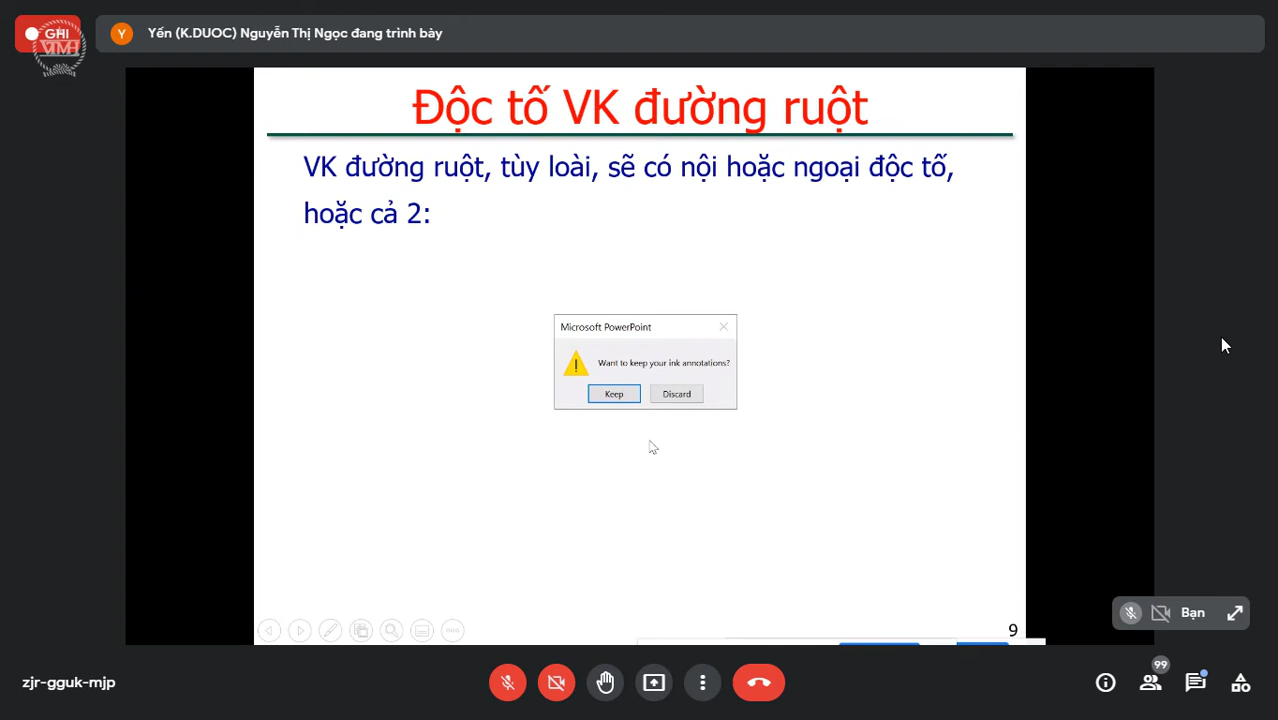 GHI
VTMH
Y
Yến (K.DUOC) Nguyễn Thị Ngọc đang trình bày
Độc tố VK đường ruột
VK đường ruột, tùy loài, sẽ có nội hoặc ngoại độc tố,
hoặc cả 2:
Microsoft PowerPoint
Want to keep your ink annotations?
Keep
Discard
Bạn
9
zjr-gguk-mjp
99